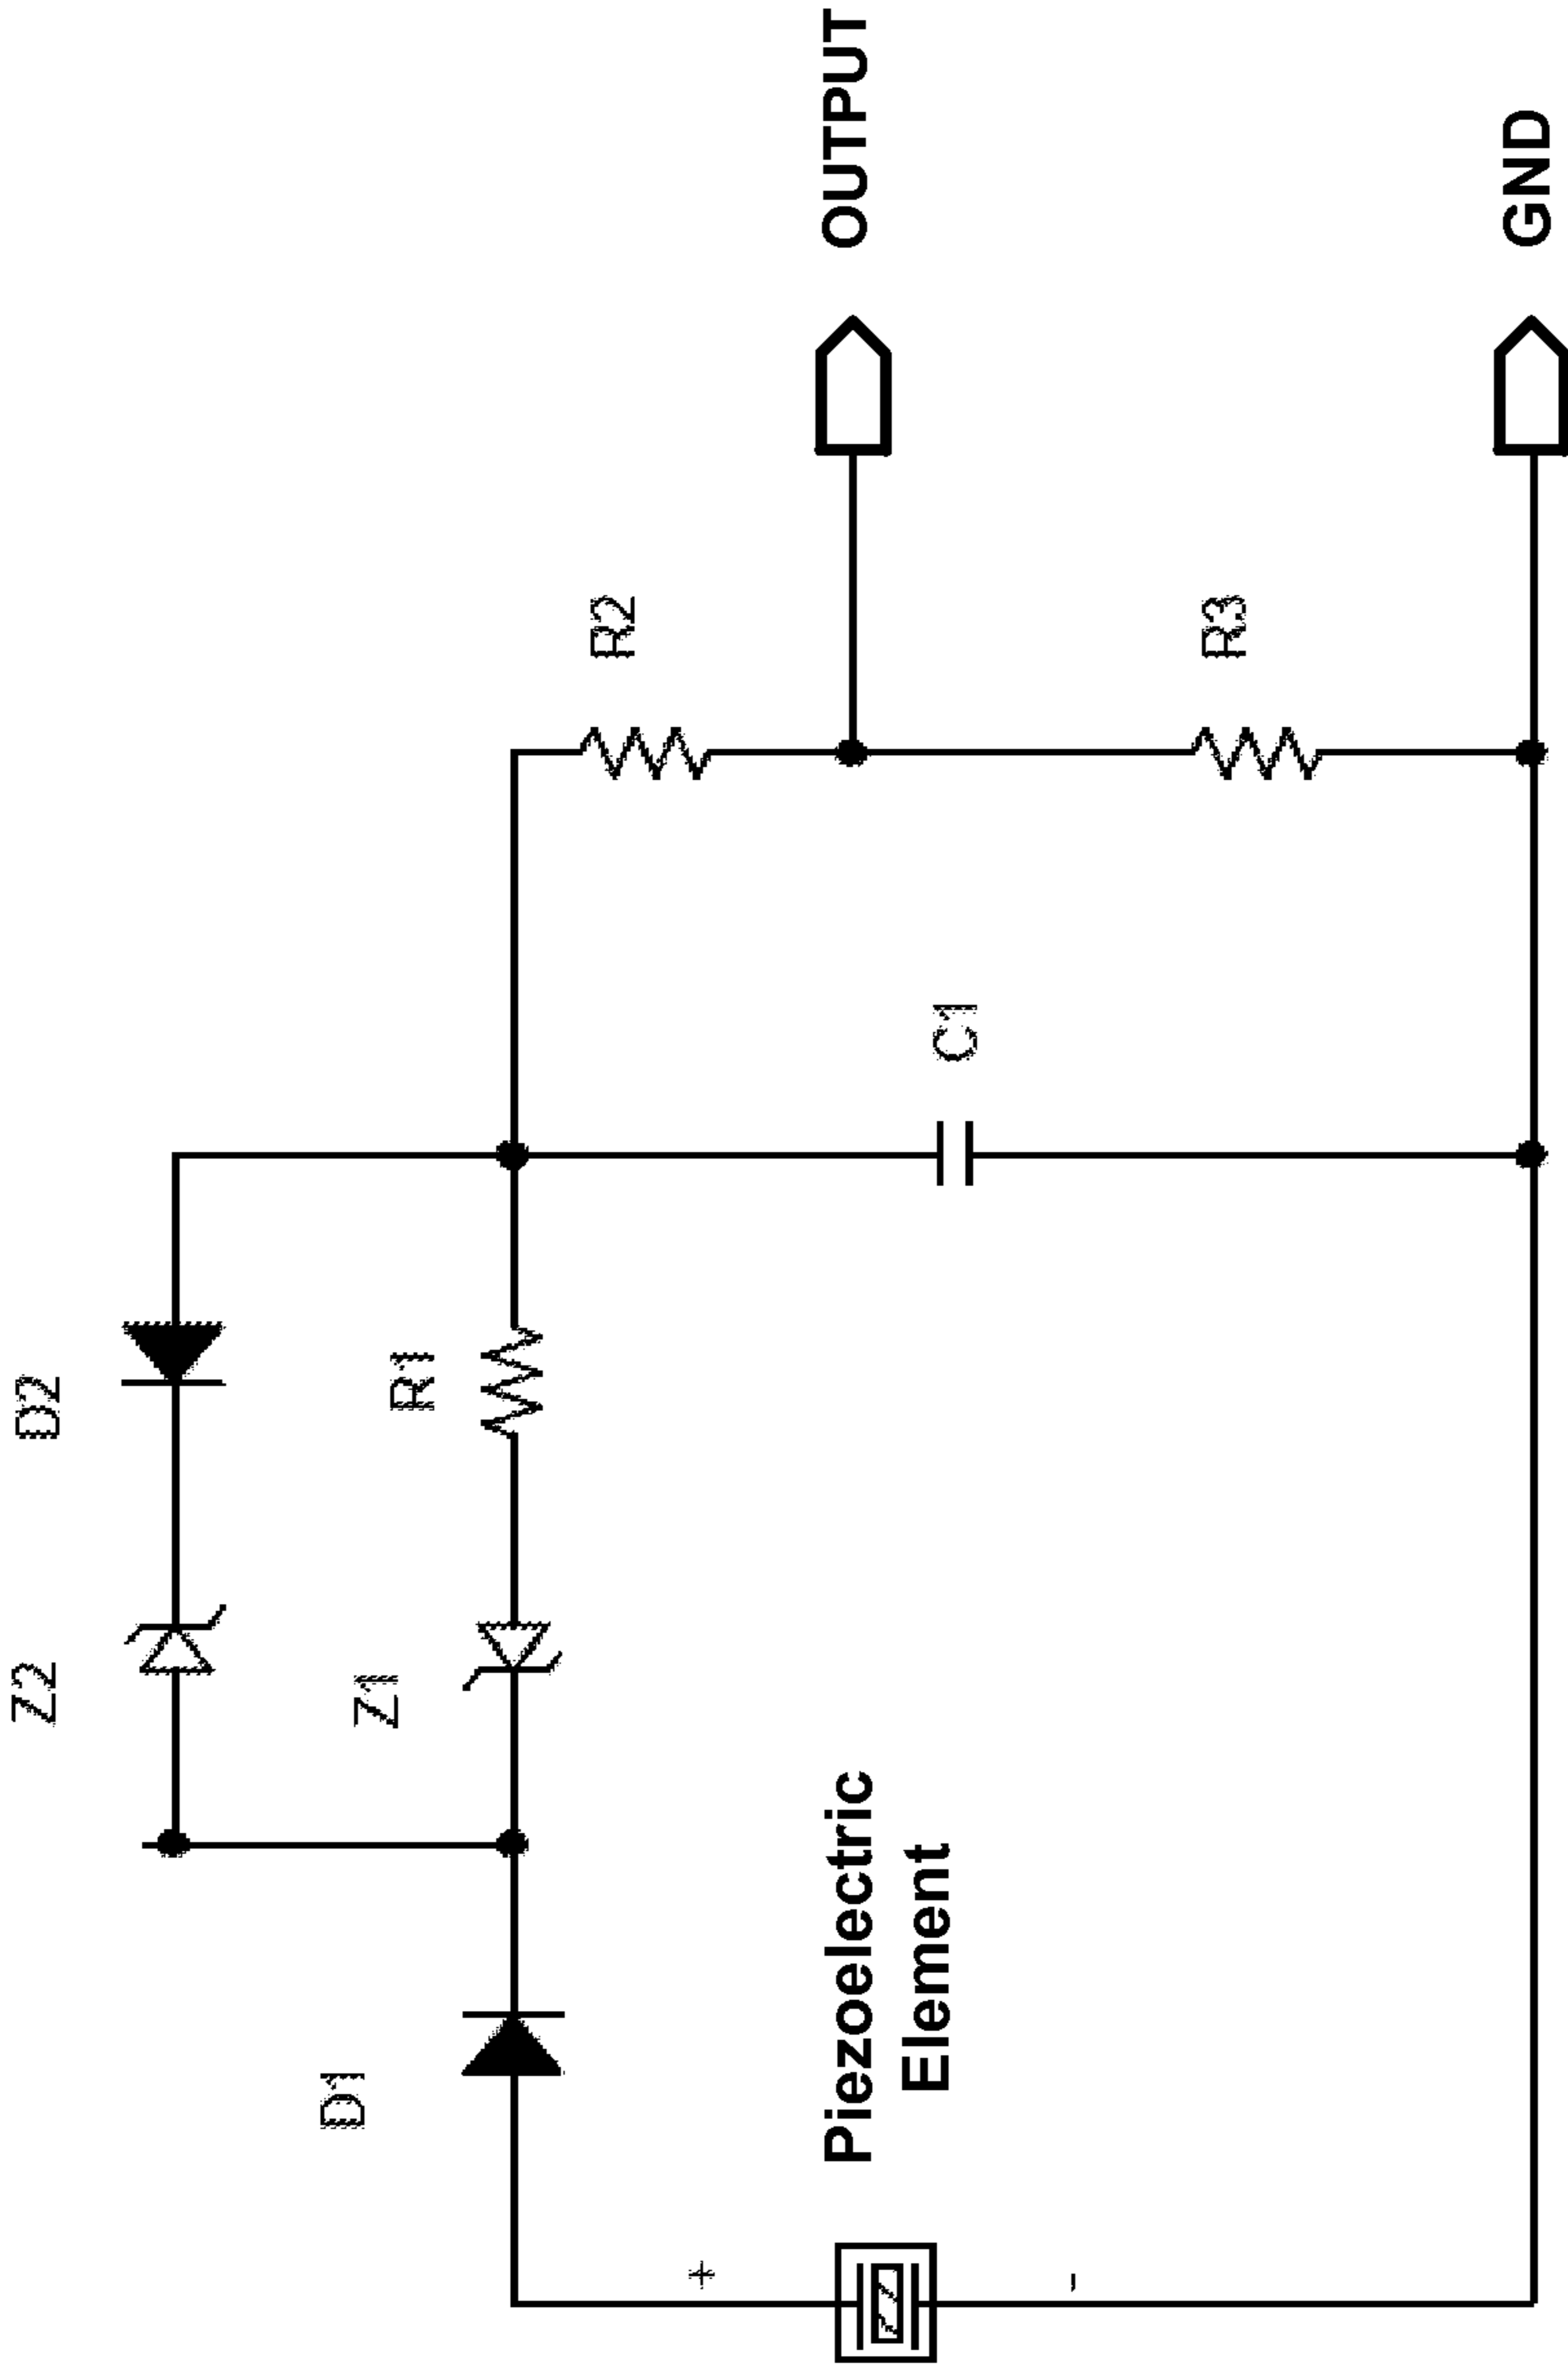 Z2
D2
D1
Z1
R1
R2
OUTPUT
C1
R3
+
Piezoelectric
Element
-
GND